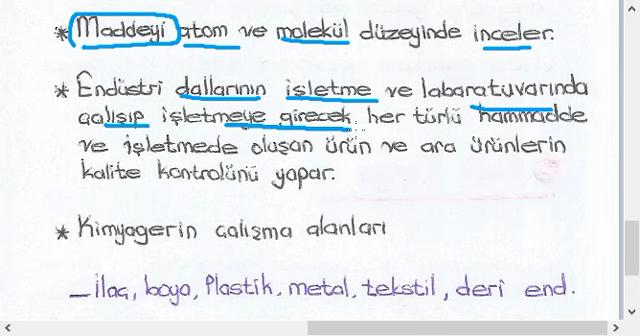 * Maddeyi atom ve molekül düzeyinde inceler.
* Endüstri dallarının işletme ve labaratuvarında
çalışıp işletmeye girecek. her türlü hammadde
ve işletmede oluşan ürün ve ara ürünlerin
kalite kontrolünü yapar.
* Kimyagerin çalışma alanları
_ ilaç, boya, Plastik, metal, tekstil, deri end.